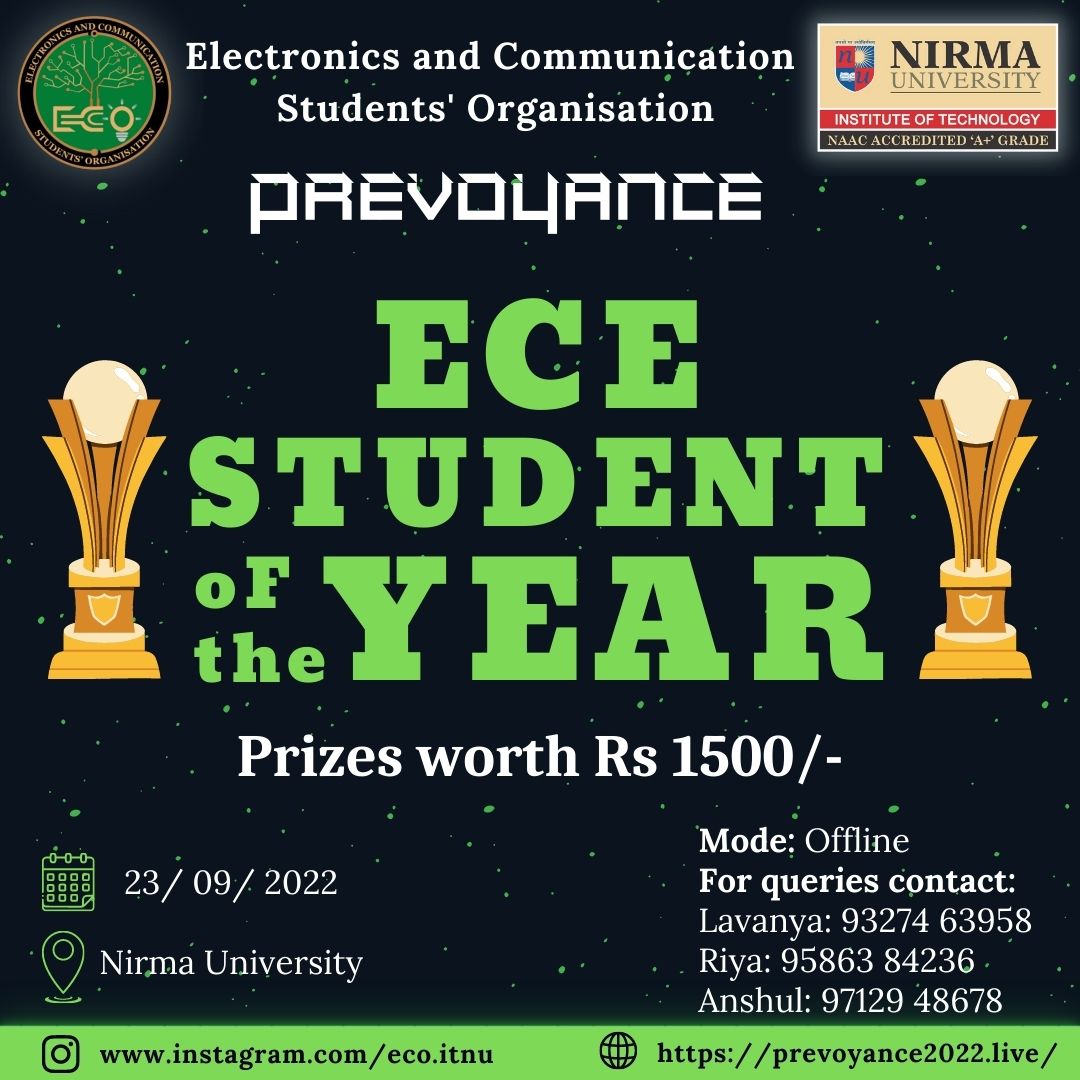 ELECTRONICS AND COMMUNICATION
ECO
STUDENTS' ORGANISATION
Electronics and Communication
Students' Organisation
nu
NIRMA
UNIVERSITY
INSTITUTE OF TECHNOLOGY
NAAC ACCREDITED ‘A+’ GRADE
PREVOYANCE
ECE
STUDENT
oF
the YEAR
Prizes worth Rs 1500/-
23/ 09/ 2022
Nirma University
Mode: Offline
For queries contact:
Lavanya: 93274 63958
Riya: 95863 84236
Anshul: 97129 48678
www.instagram.com/eco.itnu
https://prevoyance2022.live/